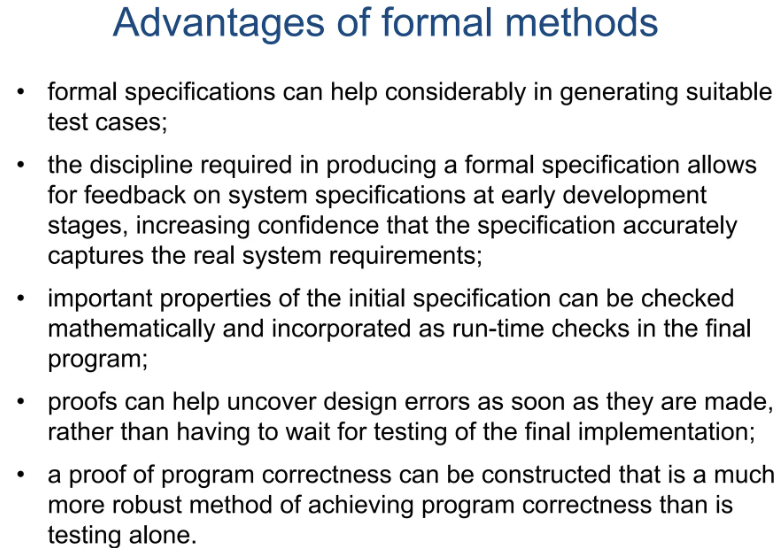 Advantages of formal methods
• formal specifications can help considerably in generating suitable
test cases;
• the discipline required in producing a formal specification allows
for feedback on system specifications at early development
stages, increasing confidence that the specification accurately
captures the real system requirements;
• important properties of the initial specification can be checked
mathematically and incorporated as run-time checks in the final
program;
• proofs can help uncover design errors as soon as they are made,
rather than having to wait for testing of the final implementation;
• a proof of program correctness can be constructed that is a much
more robust method of achieving program correctness than is
testing alone.